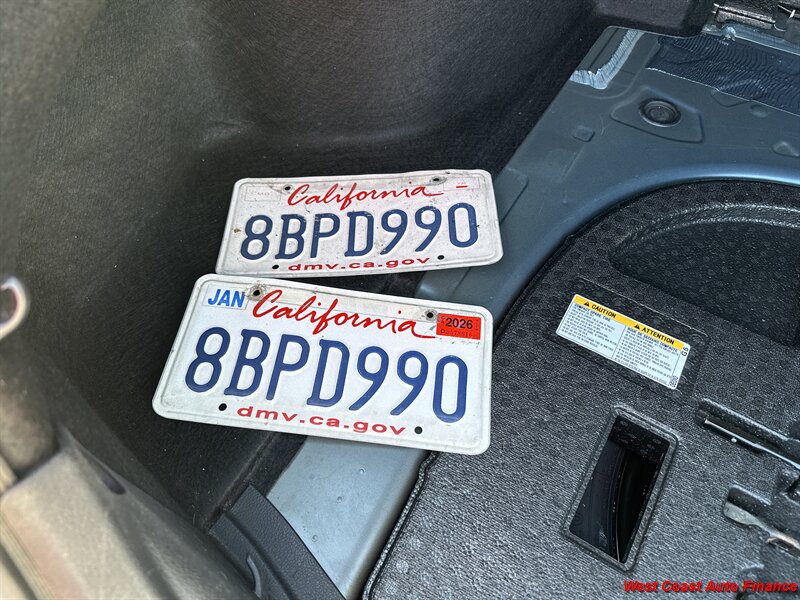 California
8BPD990
dmv.ca.gov
JAN California 2026
8BPD990
dmv.ca.gov
CAUTION
ATTENTION
West Coast Auto Finance